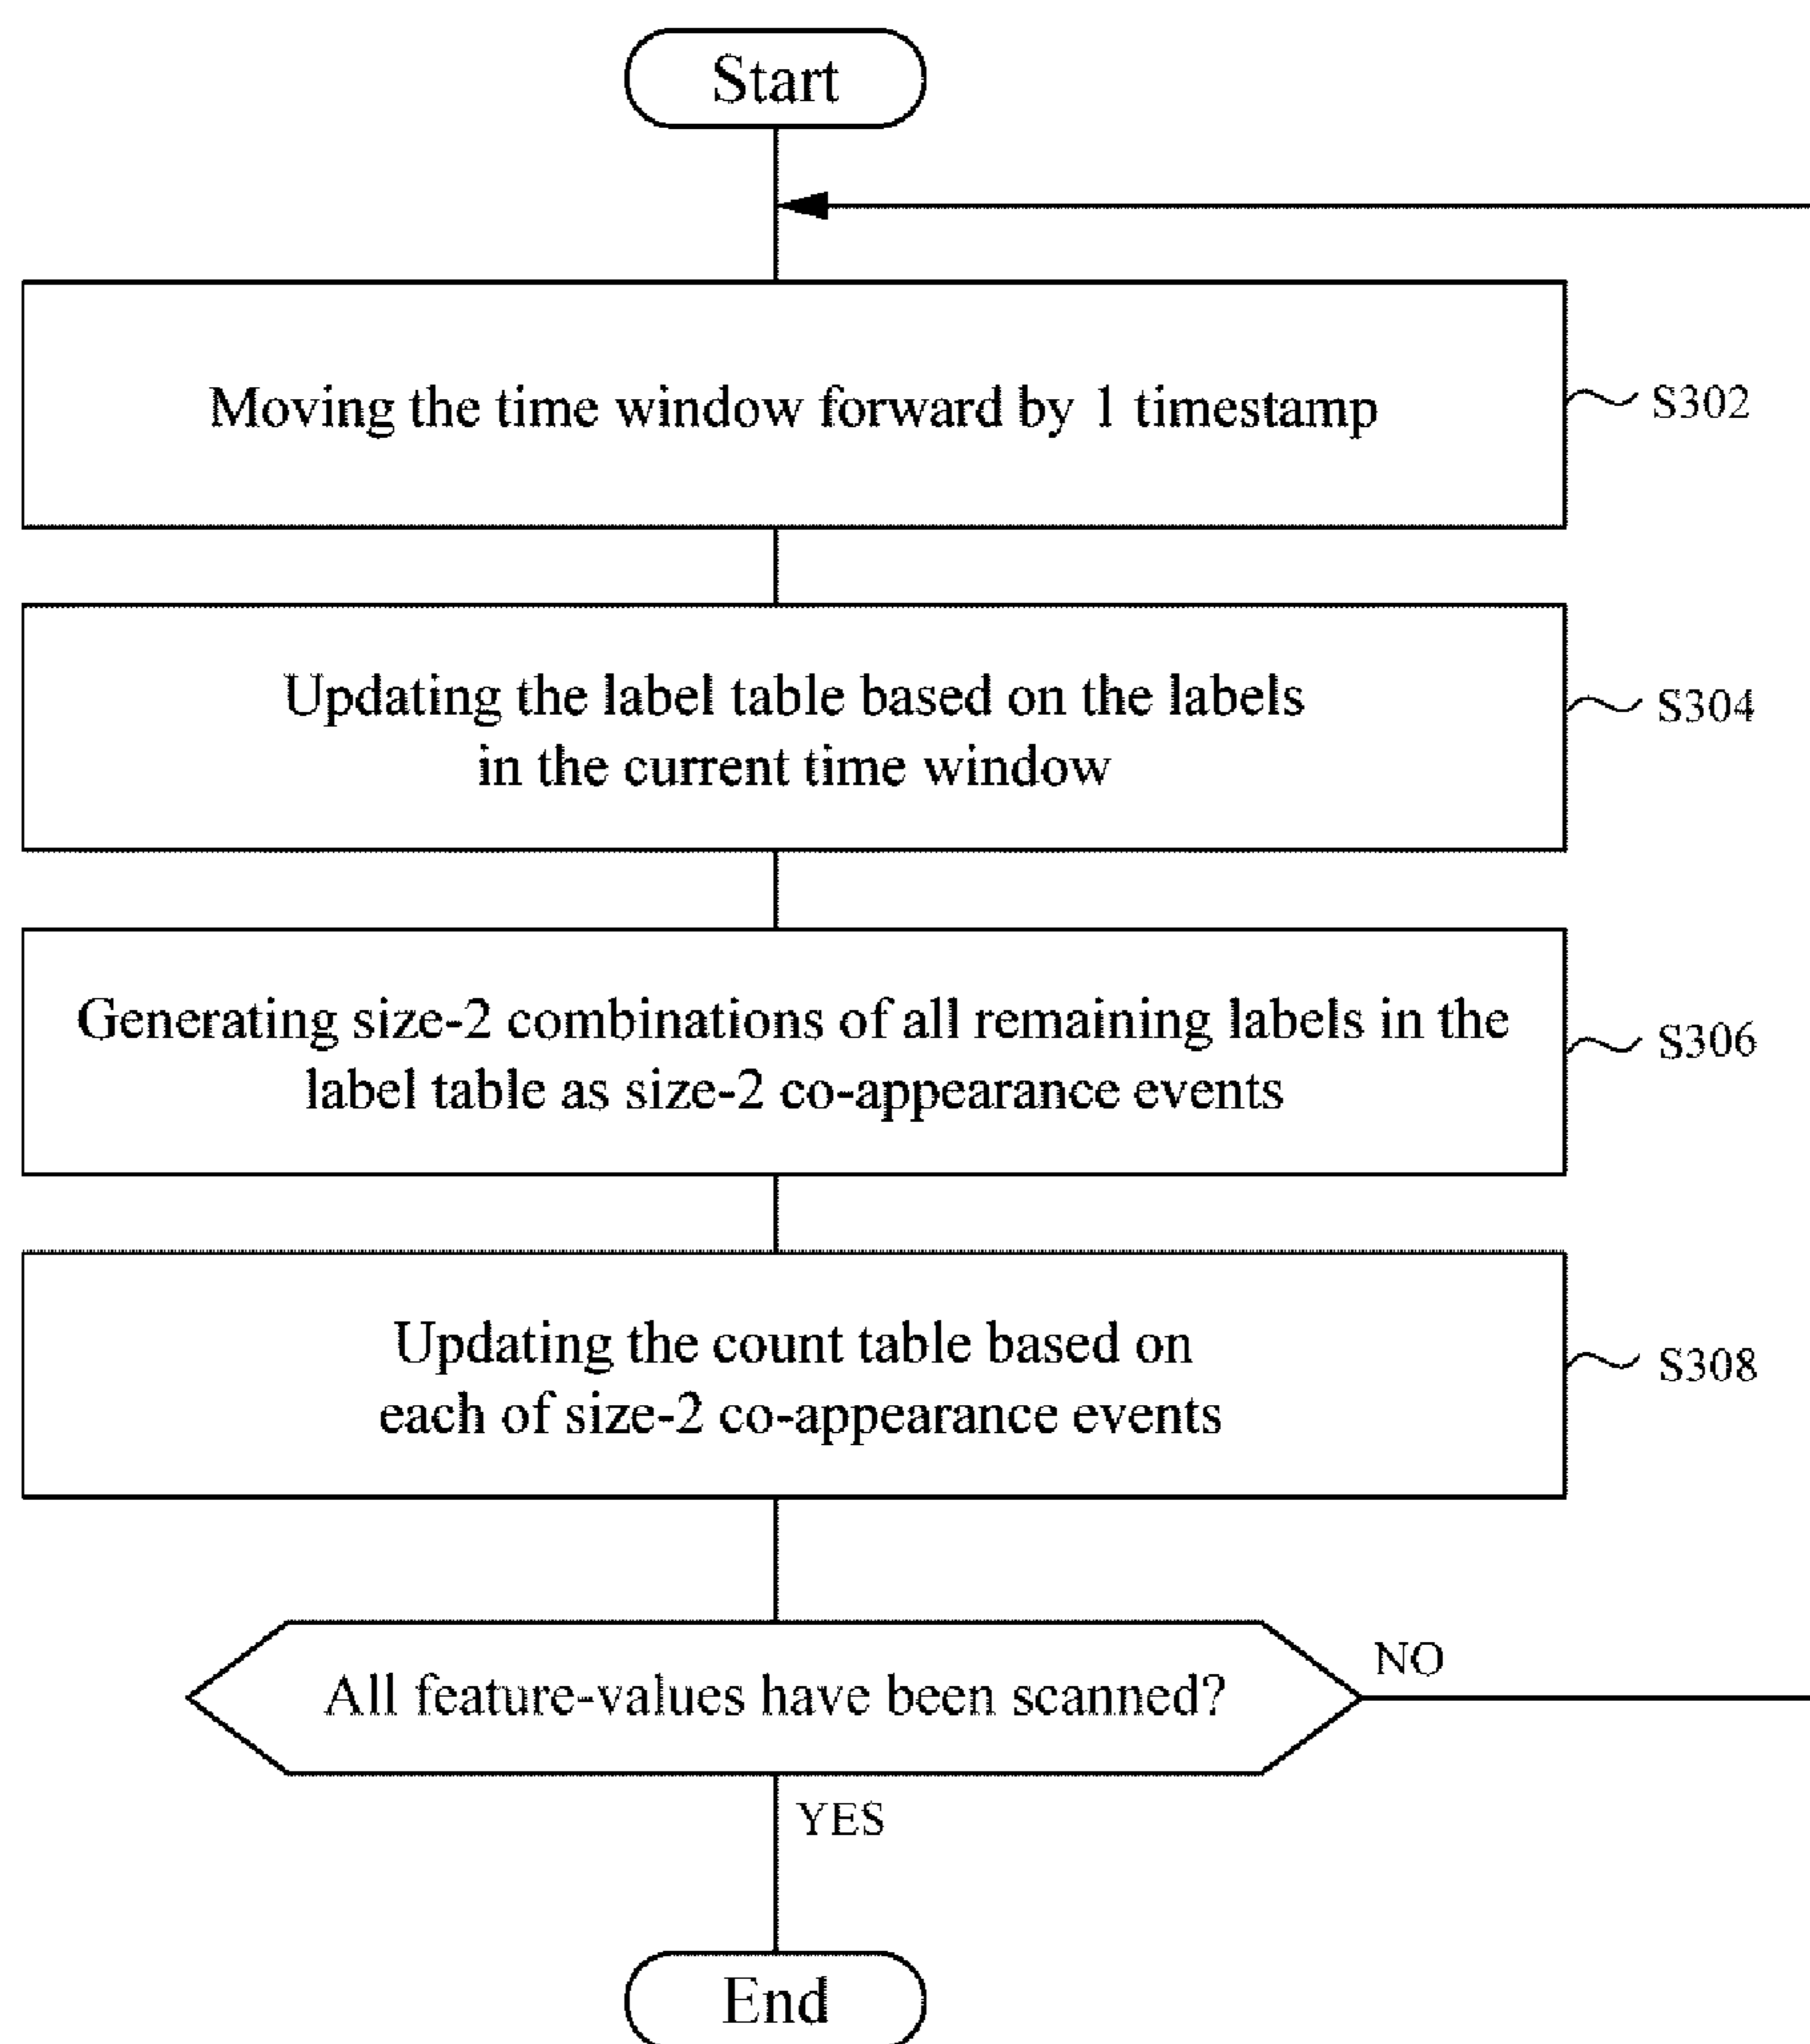 Start
Moving the time window forward by 1 timestamp
S302
Updating the label table based on the labels
in the current time window
S304
Generating size-2 combinations of all remaining labels in the
label table as size-2 co-appearance events
S306
Updating the count table based on
each of size-2 co-appearance events
S308
All feature-values have been scanned?
NO
YES
End